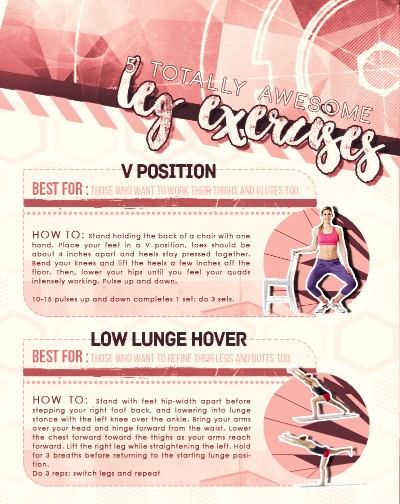 5 TOTALLY AWESOME
leg exercises
V POSITION
BEST FOR : THOSE WHO WANT TO WORK THEIR THIGHS AND GLUTES TOO.
HOW TO: Stand holding the back of a chair with one
hand. Place your feet in a V position, toes should be
about 4 inches apart and heels stay pressed together.
Bend your knees and lift the heels a few inches off the
floor. Then, lower your hips until you feel your quads
intensely working. Pulse up and down.
10-15 pulses up and down completes 1 set; do 3 sets.
LOW LUNGE HOVER
BEST FOR : THOSE WHO WANT TO REFINE THEIR LEGS AND BUTTS TOO.
HOW TO: Stand with feet hip-width apart before
stepping your right foot back, and lowering into lunge
stance with the left knee over the ankle. Bring your arms
over your head and hinge forward from the waist. Lower
the chest forward toward the thighs as your arms reach
forward. Lift the right leg while straightening the left. Hold
for 3 breaths before returning to the starting lunge posi-
tion.
Do 3 reps; switch legs and repeat